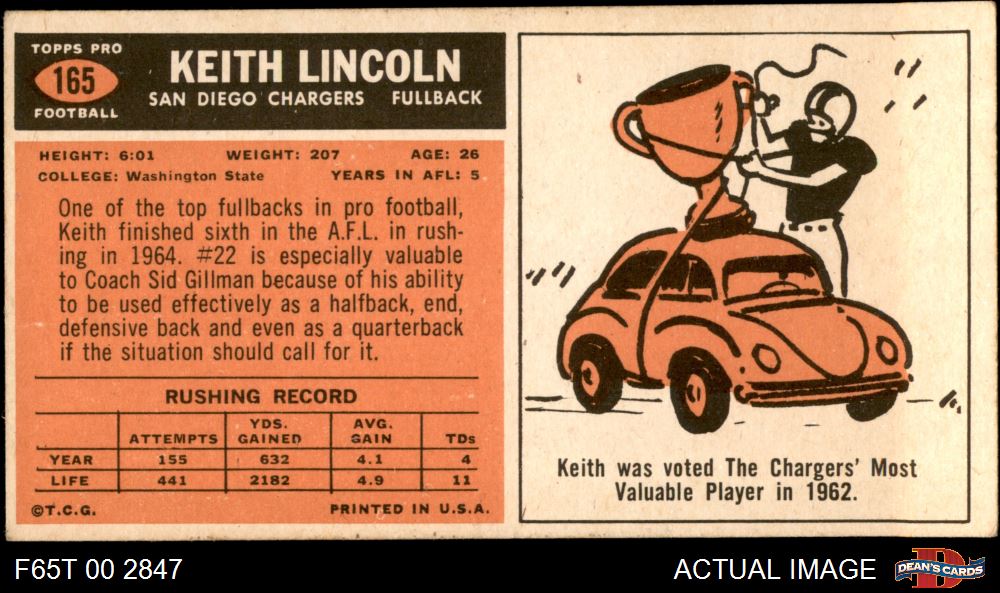 TOPPS PRO
165
FOOTBALL
KEITH LINCOLN
SAN DIEGO CHARGERS FULLBACK
HEIGHT: 6:01 WEIGHT: 207 AGE: 26
COLLEGE: Washington State YEARS IN AFL: 5
One of the top fullbacks in pro football,
Keith finished sixth in the A.F.L. in rush-
ing in 1964. #22 is especially valuable
to Coach Sid Gillman because of his ability
to be used effectively as a halfback, end,
defensive back and even as a quarterback
if the situation should call for it.
RUSHING RECORD
ATTEMPTS YDS. GAINED AVG. GAIN TDs
YEAR 155 632 4.1 4
LIFE 441 2182 4.9 11
©T.C.G. PRINTED IN U.S.A.
Keith was voted The Chargers' Most
Valuable Player in 1962.
F65T 00 2847
ACTUAL IMAGE
D
DEAN'S CARDS